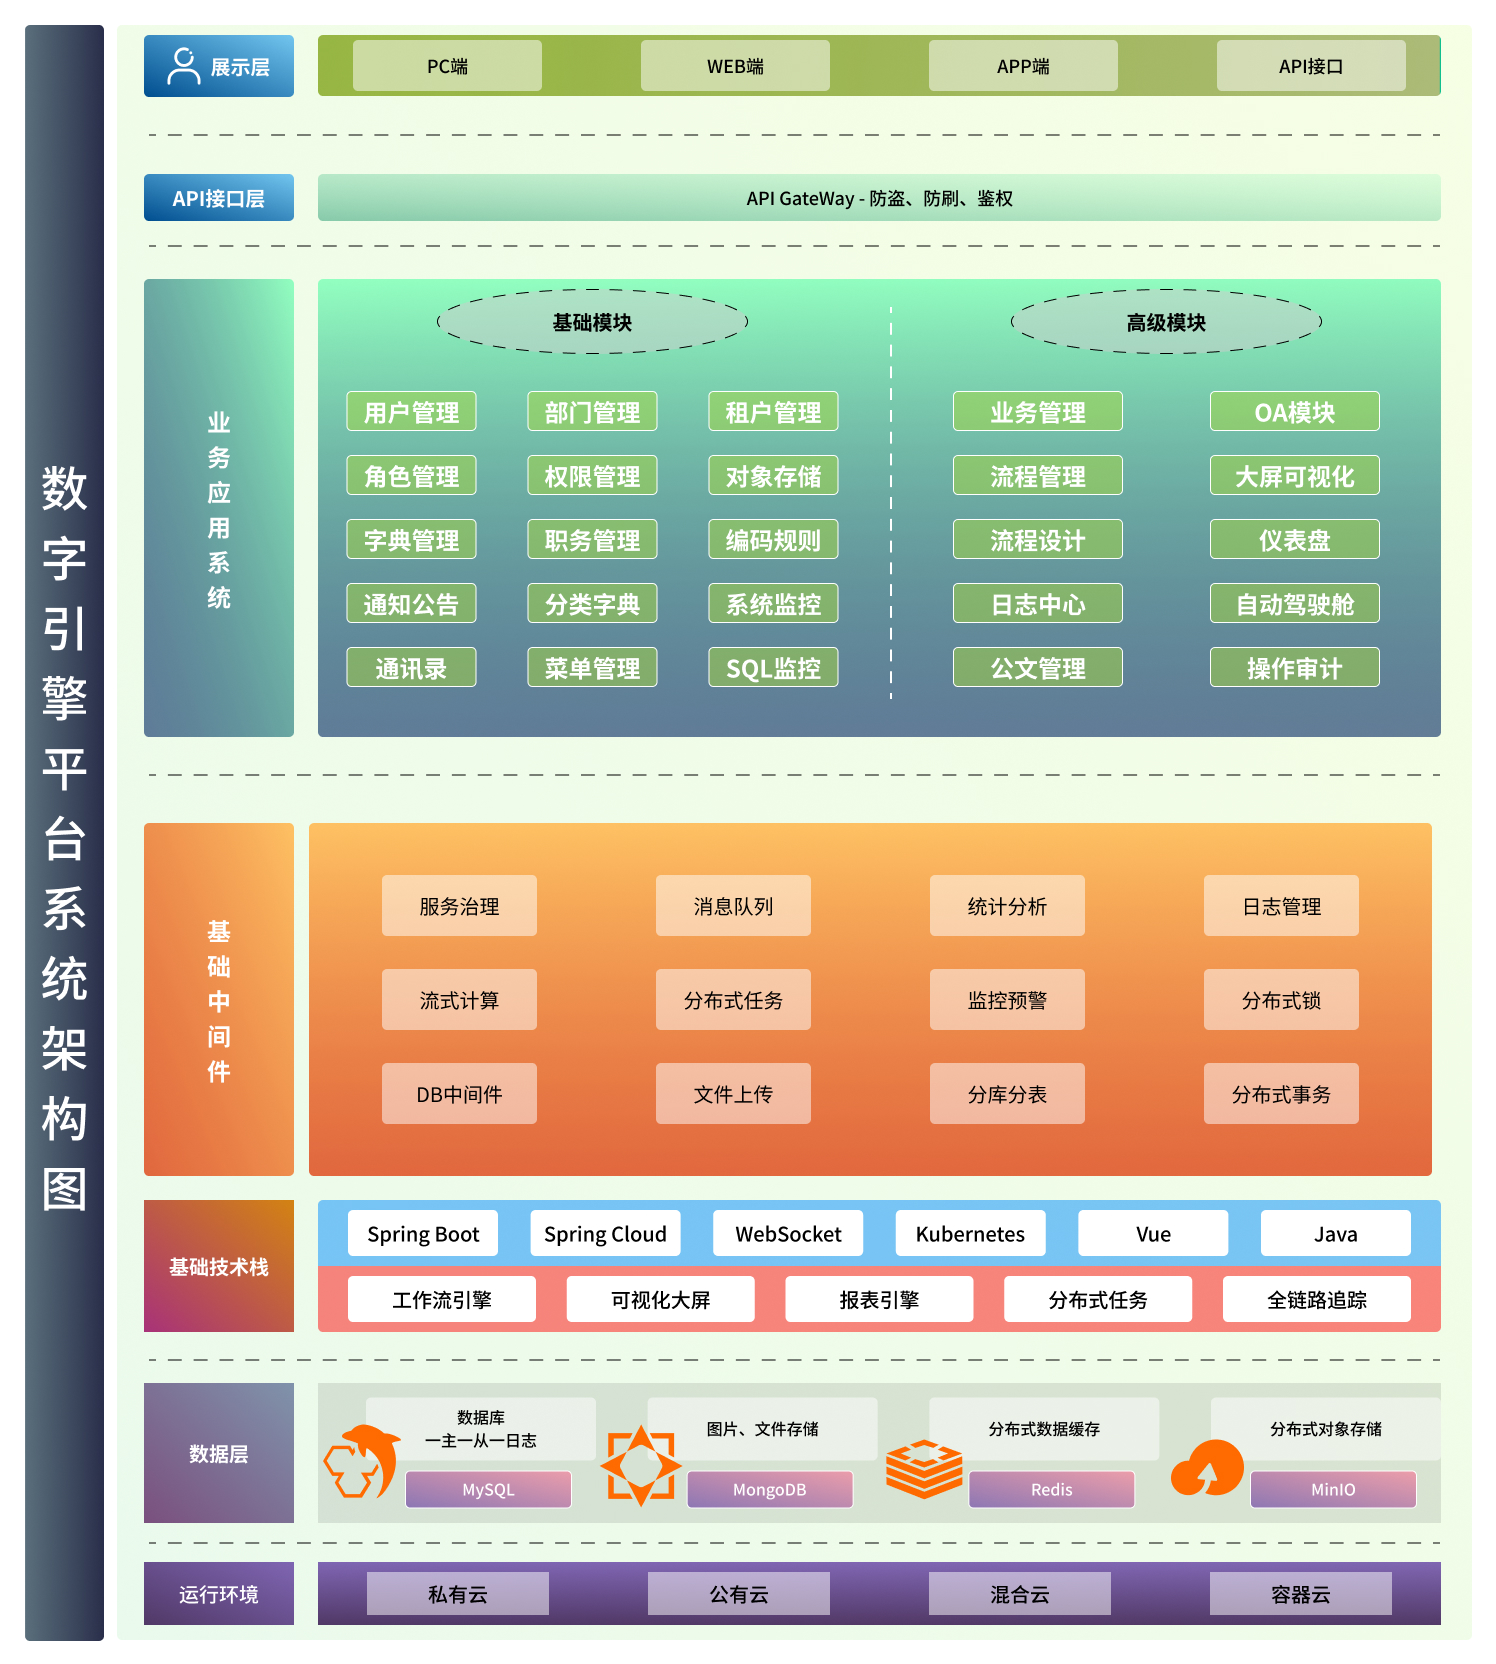 数字引擎平台系统架构图
展示层
PC端
WEB端
APP端
API接口
API接口层
API GateWay - 防盗、防刷、鉴权
业务应用系统
基础模块
高级模块
用户管理
部门管理
租户管理
业务管理
OA模块
角色管理
权限管理
对象存储
流程管理
大屏可视化
字典管理
职务管理
编码规则
流程设计
仪表盘
通知公告
分类字典
系统监控
日志中心
自动驾驶舱
通讯录
菜单管理
SQL监控
公文管理
操作审计
基础中间件
服务治理
消息队列
统计分析
日志管理
流式计算
分布式任务
监控预警
分布式锁
DB中间件
文件上传
分库分表
分布式事务
基础技术栈
Spring Boot
Spring Cloud
WebSocket
Kubernetes
Vue
Java
工作流引擎
可视化大屏
报表引擎
分布式任务
全链路追踪
数据层
数据库
一主一从一日志
MySQL
图片、文件存储
MongoDB
分布式数据缓存
Redis
分布式对象存储
MinIO
运行环境
私有云
公有云
混合云
容器云